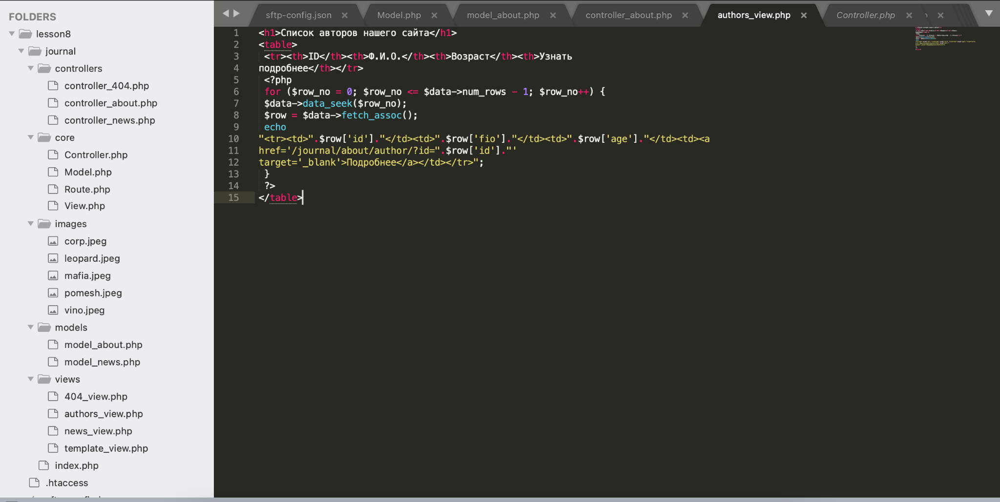 FOLDERS
lesson8
journal
controllers
controller_404.php
controller_about.php
controller_news.php
core
Controller.php
Model.php
Route.php
View.php
images
corp.jpeg
leopard.jpeg
mafia.jpeg
pomesh.jpeg
vino.jpeg
models
model_about.php
model_news.php
views
404_view.php
authors_view.php
news_view.php
template_view.php
index.php
.htaccess
sftp-config.json × Model.php × model_about.php × controller_about.php × authors_view.php × Controller.php × ×
1 <h1>Список авторов нашего сайта</h1>
2 <table>
3 <tr><th>ID</th><th>Ф.И.О.</th><th>Возраст</th><th>Узнать
4 подробнее</th></tr>
5 <?php
6 for ($row_no = 0; $row_no <= $data->num_rows - 1; $row_no++) {
7 $data->data_seek($row_no);
8 $row = $data->fetch_assoc();
9 echo
10 "<tr><td>".$row['id']."</td><td>".$row['fio']."</td><td>".$row['age']."</td><td><a
11 href='/journal/about/author/?id=".$row['id']."'
12 target='_blank'>Подробнее</a></td></tr>";
13 }
14 ?>
15 </table>